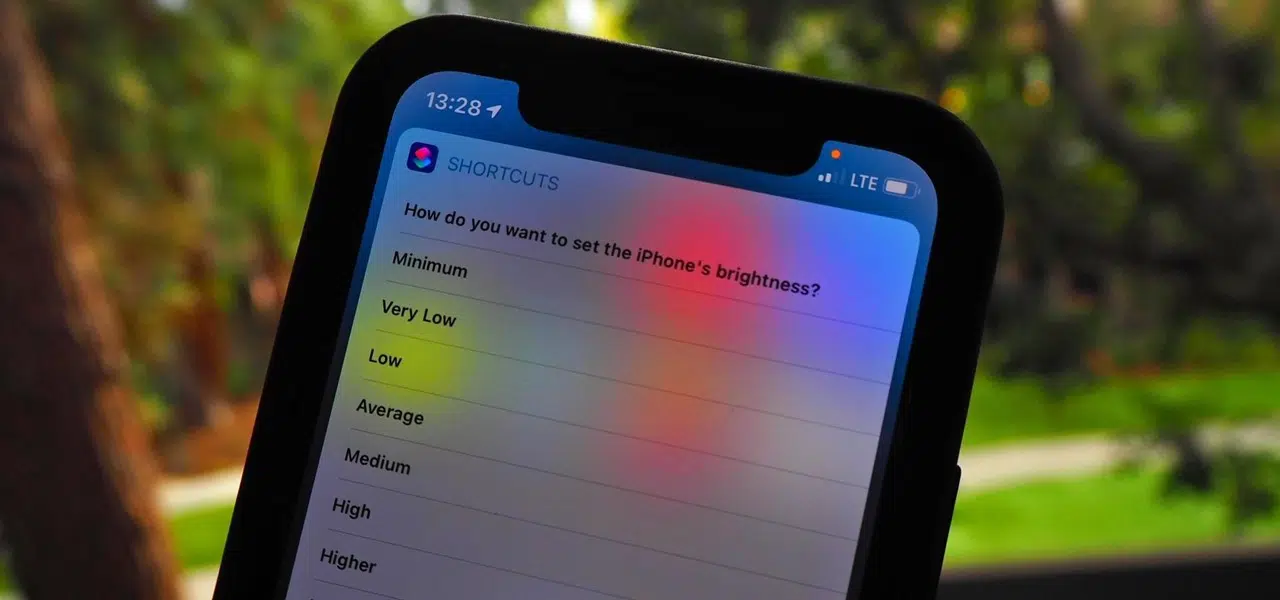 13:28
LTE
SHORTCUTS
How do you want to set the iPhone's brightness?
Minimum
Very Low
Low
Average
Medium
High
Higher